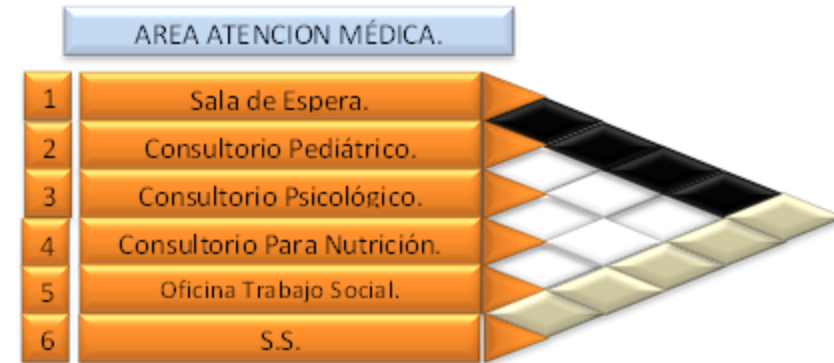 AREA ATENCION MÉDICA.
1 Sala de Espera.
2 Consultorio Pediátrico.
3 Consultorio Psicológico.
4 Consultorio Para Nutrición.
5 Oficina Trabajo Social.
6 S.S.